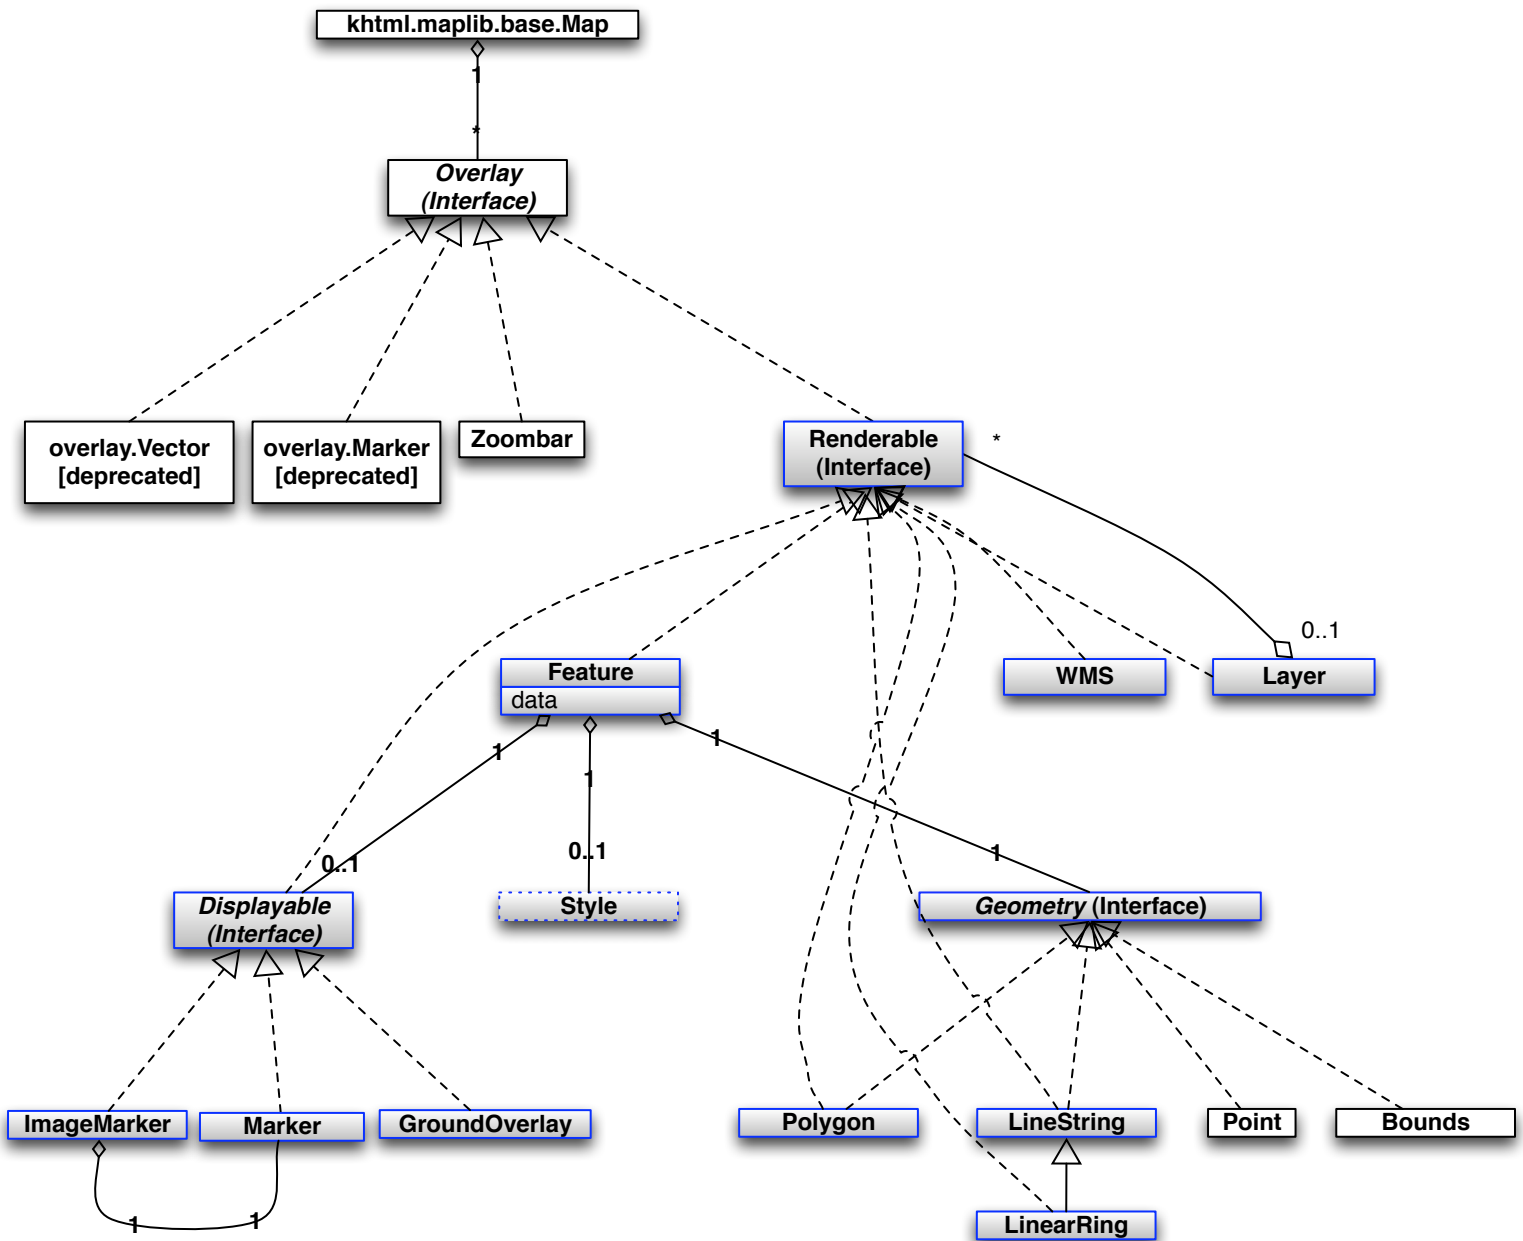 khtml.maplib.base.Map
1
*
Overlay
(Interface)
overlay.Vector
[deprecated]
overlay.Marker
[deprecated]
Zoombar
Renderable
(Interface)
*
0..1
Feature
data
WMS
Layer
1
1
1
0..1
0..1
1
Displayable
(Interface)
Style
Geometry (Interface)
ImageMarker
Marker
GroundOverlay
Polygon
LineString
Point
Bounds
1
1
LinearRing